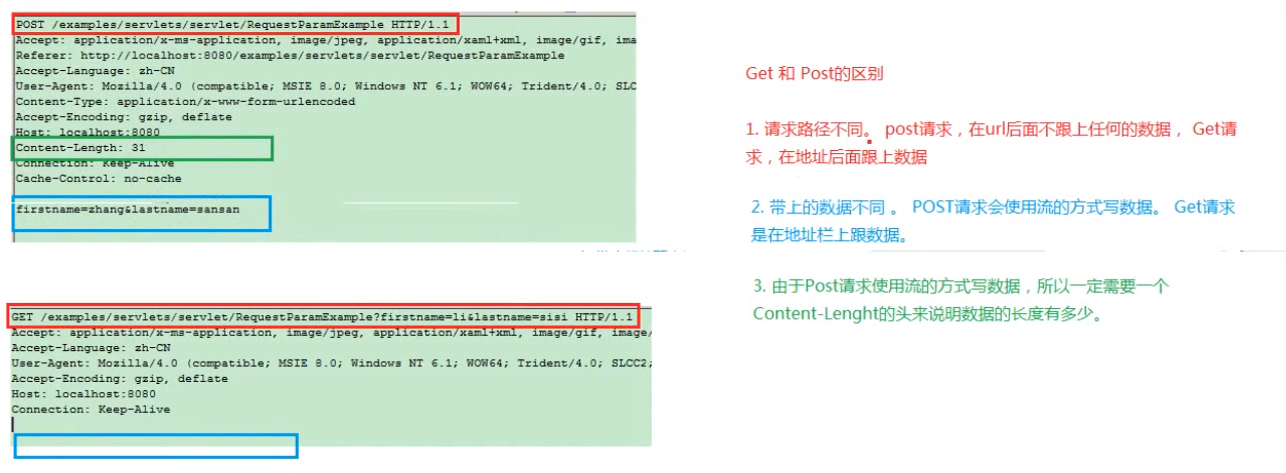 POST /examples/servlets/servlet/RequestParamExample HTTP/1.1
Accept: application/x-ms-application, image/jpeg, application/xaml+xml, image/gif, ima
Referer: http://localhost:8080/examples/servlets/servlet/RequestParamExample
Accept-Language: zh-CN
User-Agent: Mozilla/4.0 (compatible; MSIE 8.0; Windows NT 6.1; WOW64; Trident/4.0; SLC
Content-Type: application/x-www-form-urlencoded
Accept-Encoding: gzip, deflate
Host: localhost:8080
Content-Length: 31
Connection: Keep-Alive
Cache-Control: no-cache
firstname=zhang&lastname=sansan
GET /examples/servlets/servlet/RequestParamExample?firstname=li&lastname=sisi HTTP/1.1
Accept: application/x-ms-application, image/jpeg, application/xaml+xml, image/gif, image/
Accept-Language: zh-CN
User-Agent: Mozilla/4.0 (compatible; MSIE 8.0; Windows NT 6.1; WOW64; Trident/4.0; SLCC2;
Accept-Encoding: gzip, deflate
Host: localhost:8080
Connection: Keep-Alive
Get 和 Post的区别
1. 请求路径不同。 post请求，在url后面不跟上任何的数据， Get请
求，在地址后面跟上数据
2. 带上的数据不同 。 POST请求会使用流的方式写数据。 Get请求
是在地址栏上跟数据。
3. 由于Post请求使用流的方式写数据，所以一定需要一个
Content-Lenght的头来说明数据的长度有多少。